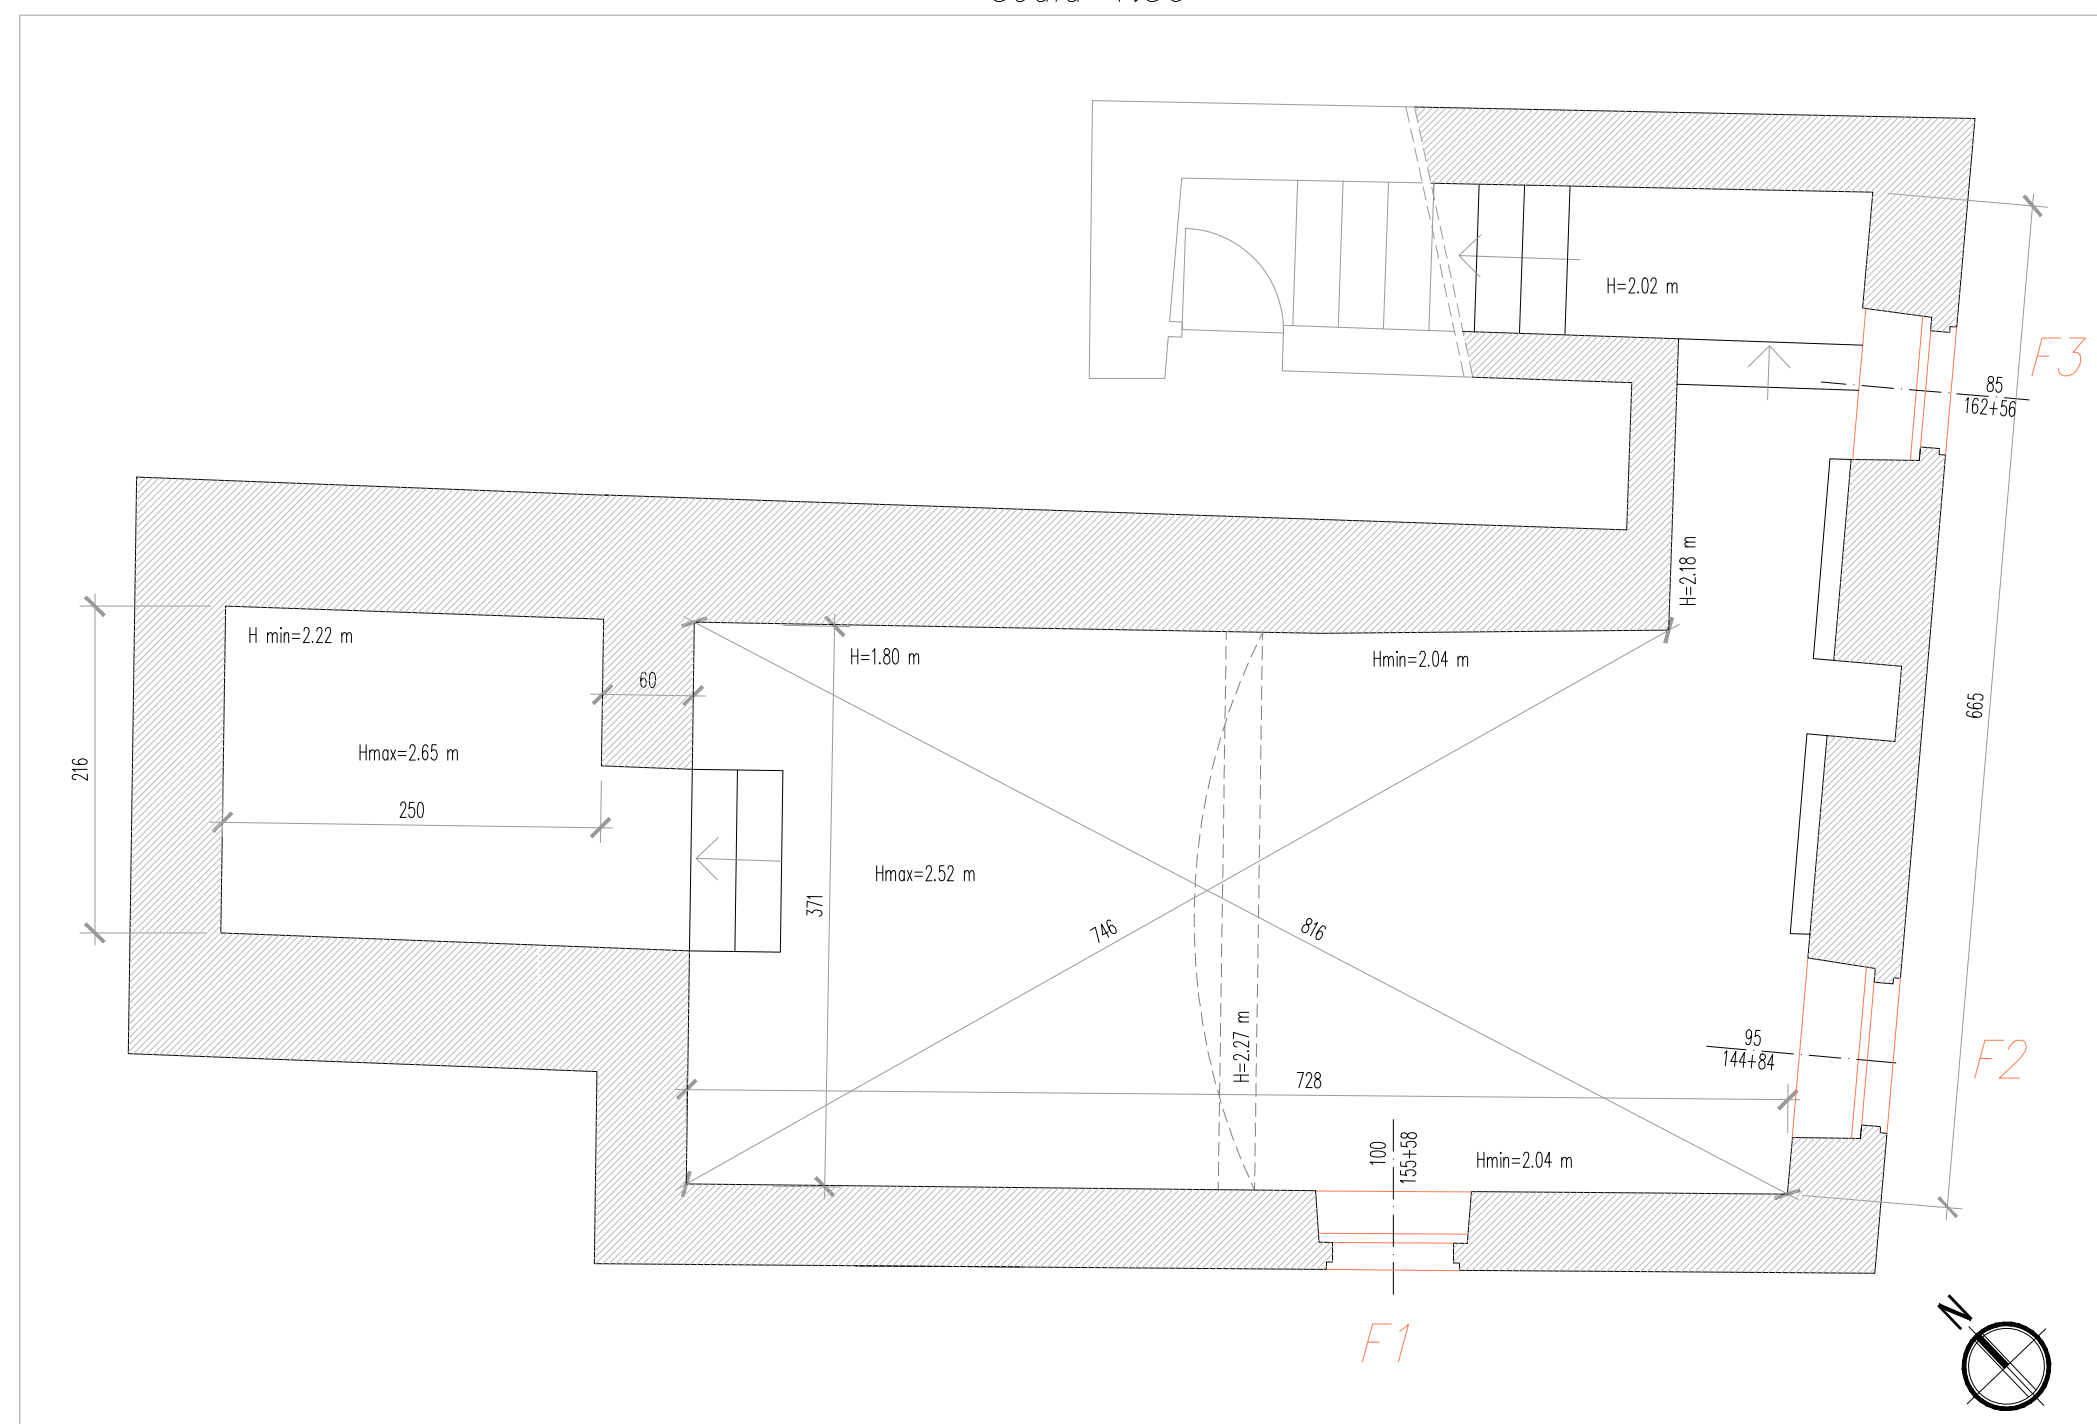 H=2.02 m
F3
85
162+56
H=2.18 m
H min=2.22 m
H=1.80 m
Hmin=2.04 m
60
665
216
Hmax=2.65 m
250
Hmax=2.52 m
371
746
816
H=2.27 m
728
95
144+84
F2
100
155+58
Hmin=2.04 m
F1
N